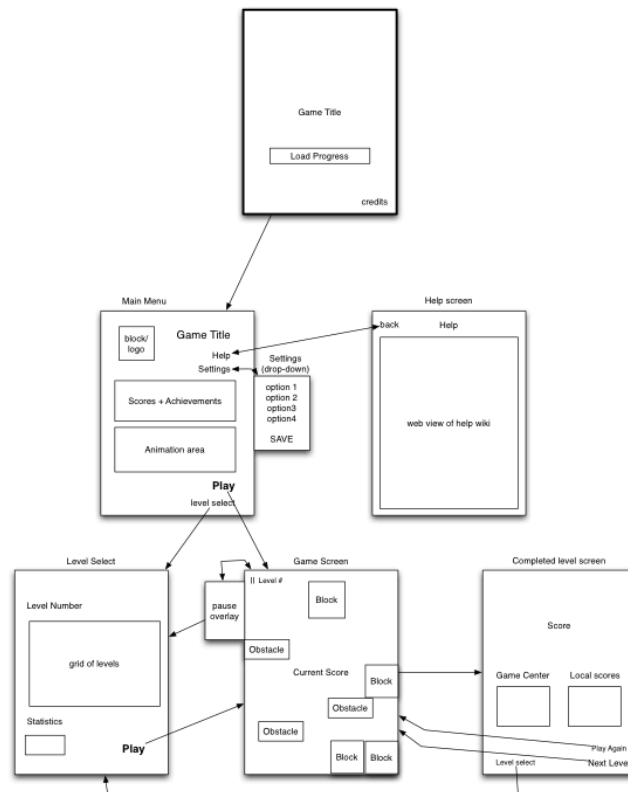 Game Title
Load Progress
credits
Main Menu
block/
logo
Game Title
Help
Settings
Scores + Achievements
Animation area
Play
level select
Settings
(drop-down)
option 1
option 2
option3
option4
SAVE
Help screen
back
Help
web view of help wiki
Level Select
Level Number
grid of levels
Statistics
Play
pause
overlay
Game Screen
|| Level #
Block
Obstacle
Current Score
Block
Obstacle
Obstacle
Block
Block
Completed level screen
Score
Game Center
Local scores
Play Again
Next Level
Level select